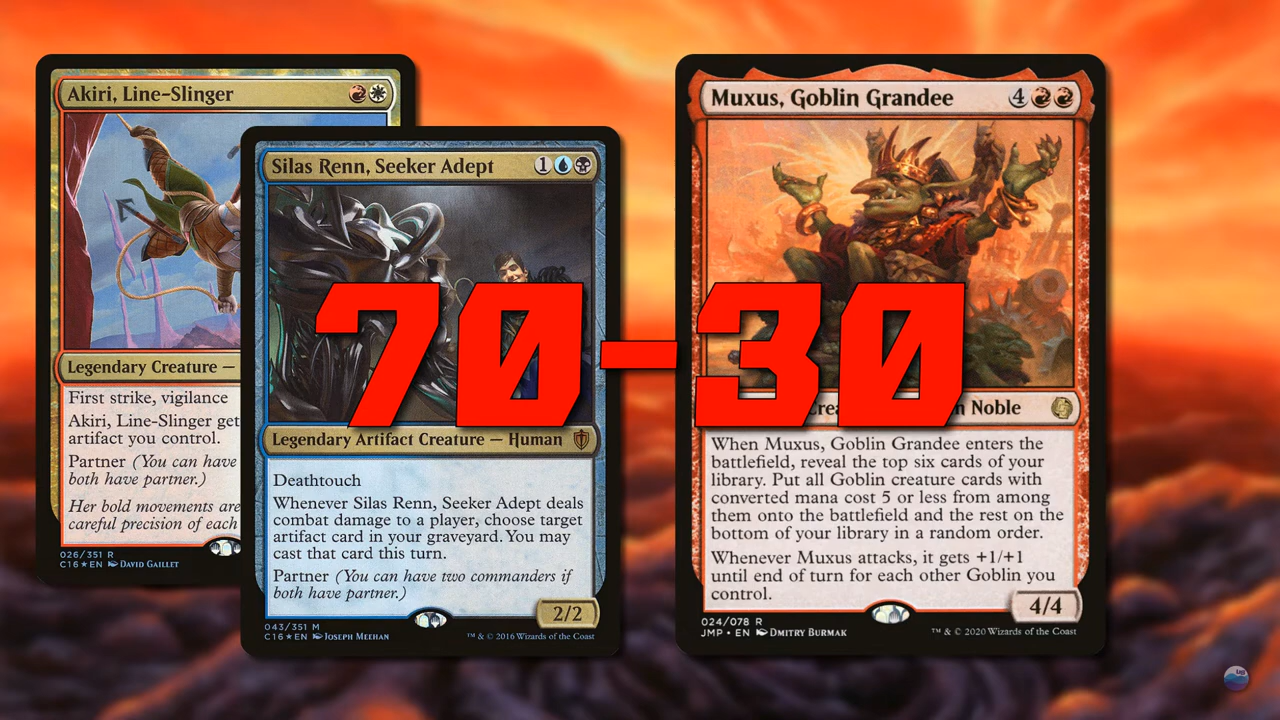 Akiri, Line-Slinger
Legendary Creature —
First strike, vigilance
Akiri, Line-Slinger get
artifact you control.
Partner (You can have
both have partner.)
Her bold movements are
careful precision of each
026/351 R
C16★EN David Gaillet
Silas Renn, Seeker Adept 1
Legendary Artifact Creature — Human
Deathtouch
Whenever Silas Renn, Seeker Adept deals
combat damage to a player, choose target
artifact card in your graveyard. You may
cast that card this turn.
Partner (You can have two commanders if
both have partner.)
2/2
043/351 M
C16★EN Joseph Meehan
™ & © 2016 Wizards of the Coast
70-30
Muxus, Goblin Grandee 4
Noble
When Muxus, Goblin Grandee enters the
battlefield, reveal the top six cards of your
library. Put all Goblin creature cards with
converted mana cost 5 or less from among
them onto the battlefield and the rest on the
bottom of your library in a random order.
Whenever Muxus attacks, it gets +1/+1
until end of turn for each other Goblin you
control.
4/4
024/078 R
JMP • EN Dmitry Burmak
™ & © 2020 Wizards of the Coast